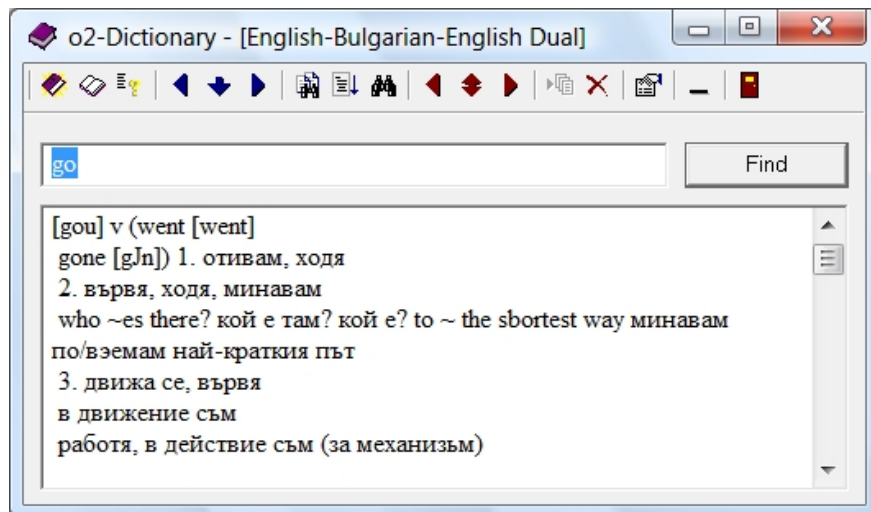 o2-Dictionary - [English-Bulgarian-English Dual]
go
Find
[gou] v (went [went]
gone [gJn]) 1. отивам, ходя
2. вървя, ходя, минавам
who ~es there? кой е там? кой е? to ~ the sbortest way минавам
по/вэемам най-краткия път
3. движа се, вървя
в движение съм
работя, в действие съм (за механизьм)